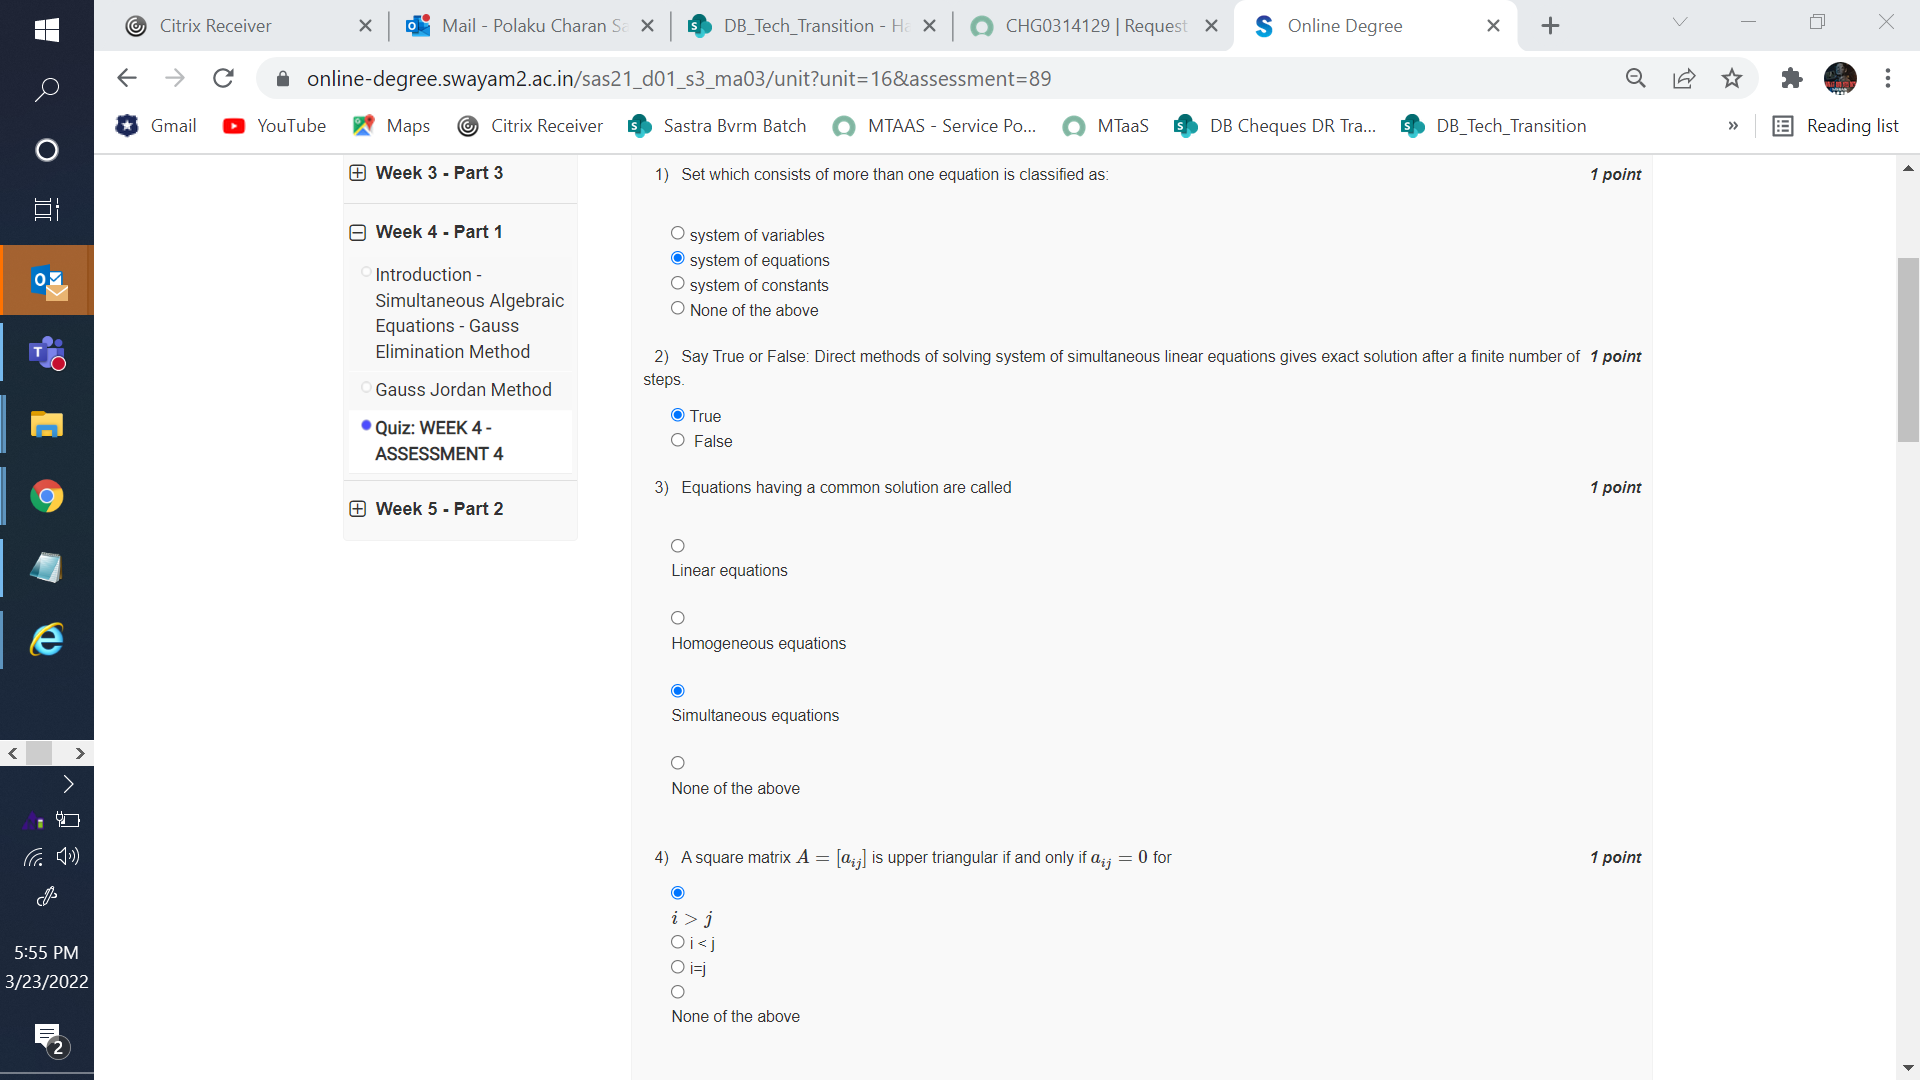 Citrix Receiver
Mail - Polaku Charan Sa
DB_Tech_Transition - Ha
CHG0314129 | Request
Online Degree
online-degree.swayam2.ac.in/sas21_d01_s3_ma03/unit?unit=16&assessment=89
Gmail YouTube Maps Citrix Receiver Sastra Bvrm Batch MTAAS - Service Po... MTaaS DB Cheques DR Tra... DB_Tech_Transition » Reading list
Week 3 - Part 3
Week 4 - Part 1
Introduction -
Simultaneous Algebraic
Equations - Gauss
Elimination Method
Gauss Jordan Method
Quiz: WEEK 4 -
ASSESSMENT 4
Week 5 - Part 2
1) Set which consists of more than one equation is classified as: 1 point
system of variables
system of equations
system of constants
None of the above
2) Say True or False: Direct methods of solving system of simultaneous linear equations gives exact solution after a finite number of 1 point
steps.
True
False
3) Equations having a common solution are called 1 point
Linear equations
Homogeneous equations
Simultaneous equations
None of the above
4) A square matrix A = [a_ij] is upper triangular if and only if a_ij = 0 for 1 point
i > j
i < j
i=j
None of the above
5:55 PM
3/23/2022
2